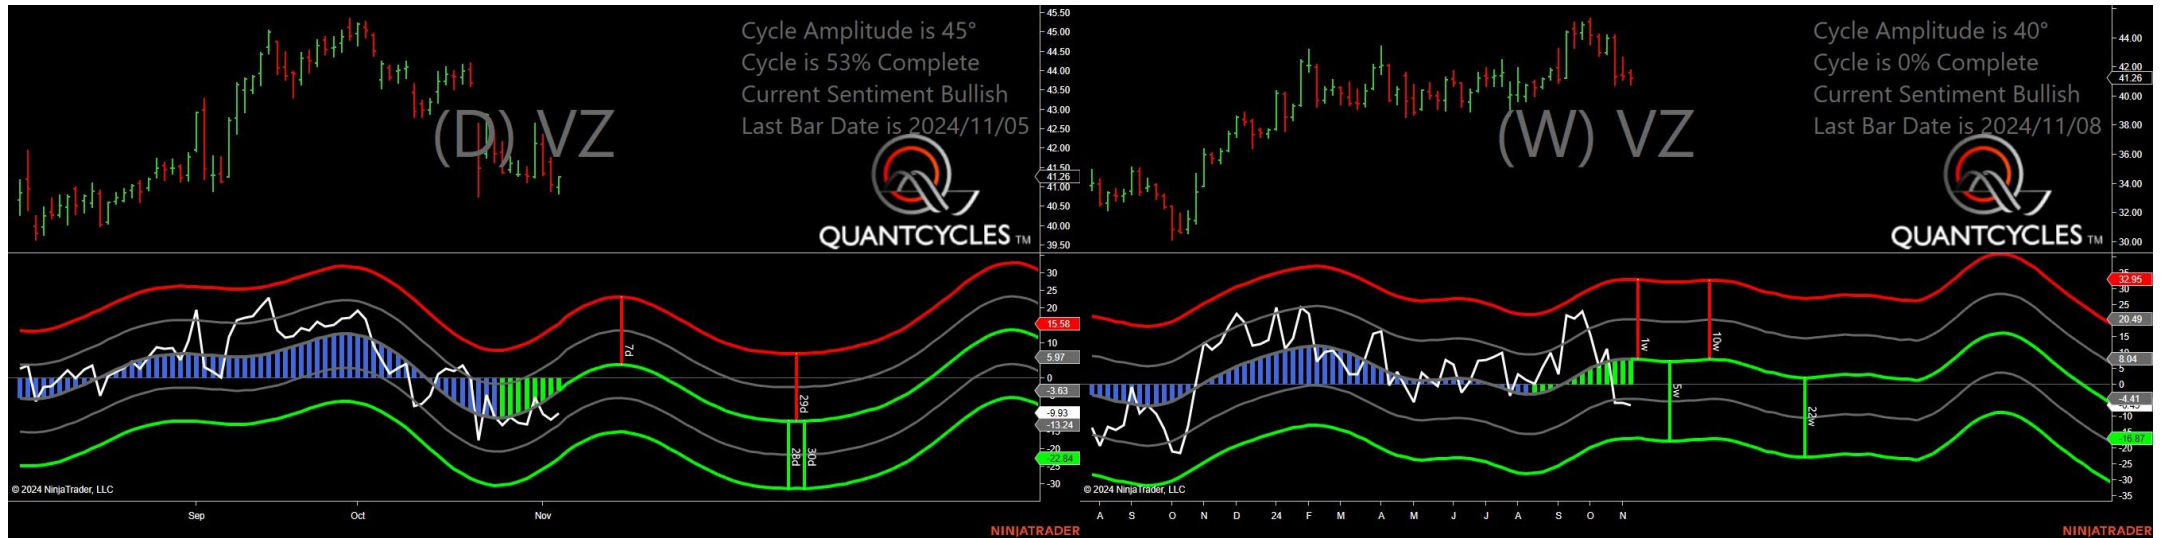 Cycle Amplitude is 45°
Cycle is 53% Complete
Current Sentiment Bullish
Last Bar Date is 2024/11/05
(D) VZ
QUANTCYCLES TM
45.50
45.00
44.50
44.00
43.50
43.00
42.50
42.00
41.50
41.26
41.00
40.50
40.00
39.50
7d
29d
28d
30d
30
25
20
15.58
5.97
0
-3.63
-9.93
-13.24
-20
-22.84
-25
-30
© 2024 NinjaTrader, LLC
Sep
Oct
Nov
NINJATRADER
Cycle Amplitude is 40°
Cycle is 0% Complete
Current Sentiment Bullish
Last Bar Date is 2024/11/08
(W) VZ
QUANTCYCLES TM
44.00
42.00
41.26
40.00
38.00
36.00
34.00
32.00
30.00
1w
10w
5w
22w
32.95
30
20.49
15
10
8.04
5
0
-4.41
-10
-16.87
-20
-25
-30
-35
© 2024 NinjaTrader, LLC
A S O N D 24 F M A M J J A S O N
NINJATRADER